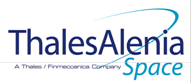 ThalesAlenia
A Thales / Finmeccanica Company
Space